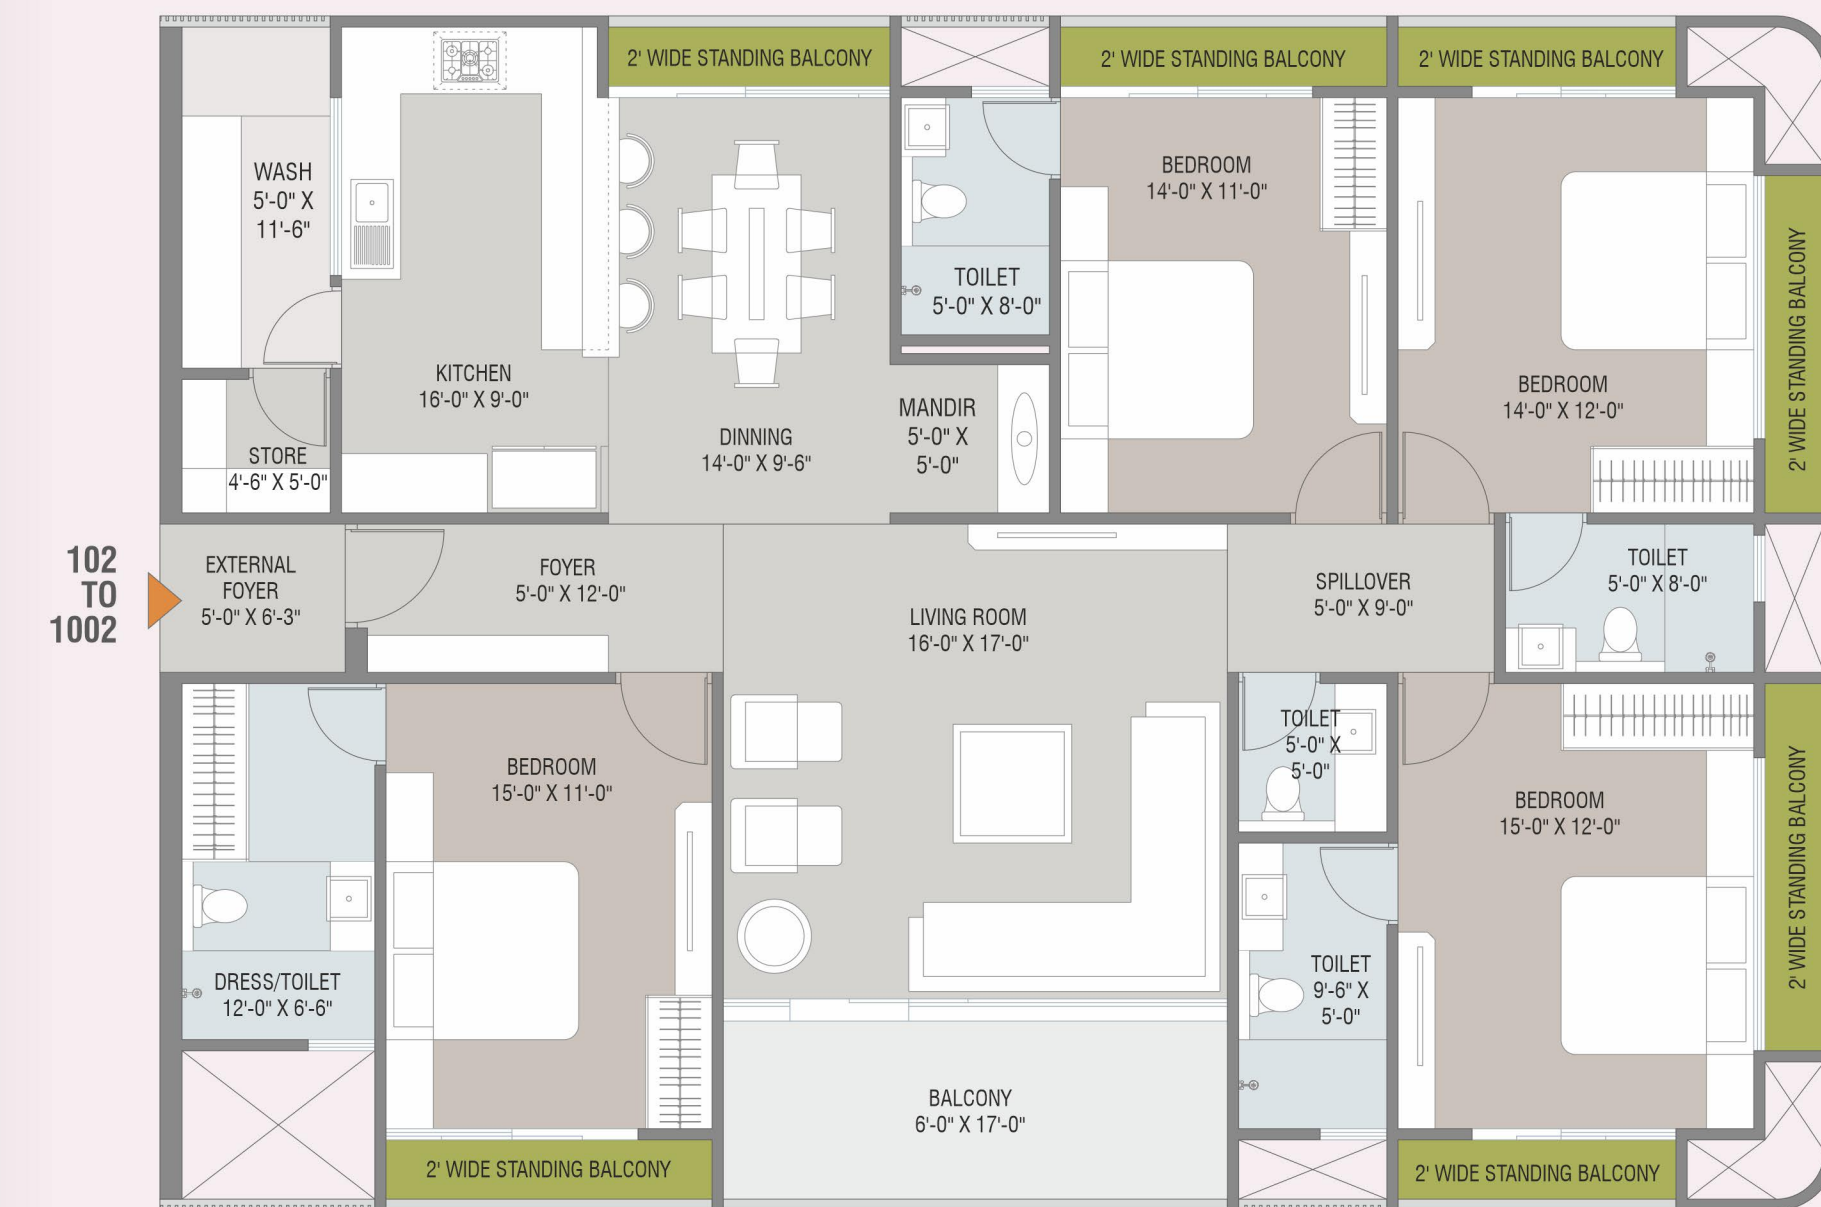 2' WIDE STANDING BALCONY
2' WIDE STANDING BALCONY
2' WIDE STANDING BALCONY
WASH
5'-0" X
11'-6"
KITCHEN
16'-0" X 9'-0"
DINNING
14'-0" X 9'-6"
TOILET
5'-0" X 8'-0"
MANDIR
5'-0" X
5'-0"
BEDROOM
14'-0" X 11'-0"
BEDROOM
14'-0" X 12'-0"
2' WIDE STANDING BALCONY
STORE
4'-6" X 5'-0"
102
TO
1002
EXTERNAL
FOYER
5'-0" X 6'-3"
FOYER
5'-0" X 12'-0"
LIVING ROOM
16'-0" X 17'-0"
SPILLOVER
5'-0" X 9'-0"
TOILET
5'-0" X 8'-0"
DRESS/TOILET
12'-0" X 6'-6"
BEDROOM
15'-0" X 11'-0"
TOILET
5'-0" X
5'-0"
BEDROOM
15'-0" X 12'-0"
2' WIDE STANDING BALCONY
TOILET
9'-6" X
5'-0"
BALCONY
6'-0" X 17'-0"
2' WIDE STANDING BALCONY
2' WIDE STANDING BALCONY